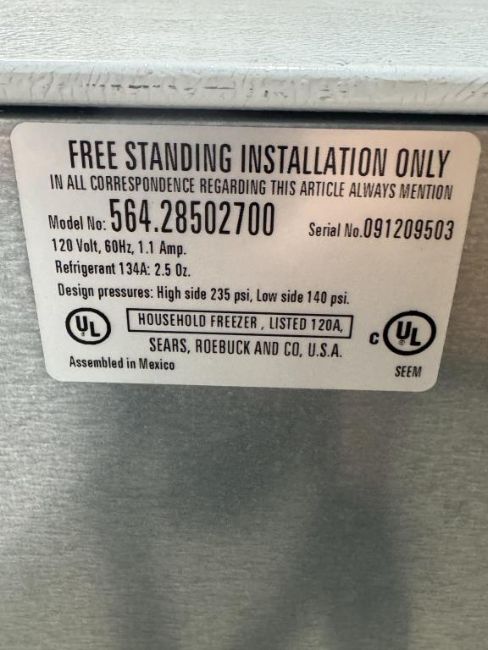 FREE STANDING INSTALLATION ONLY
IN ALL CORRESPONDENCE REGARDING THIS ARTICLE ALWAYS MENTION
Model No: 564.28502700 Serial No.091209503
120 Volt, 60Hz, 1.1 Amp.
Refrigerant 134A: 2.5 Oz.
Design pressures: High side 235 psi, Low side 140 psi.
UL ® HOUSEHOLD FREEZER, LISTED 120A, C UL ®
SEARS, ROEBUCK AND CO, U.S.A.
Assembled in Mexico SEEM